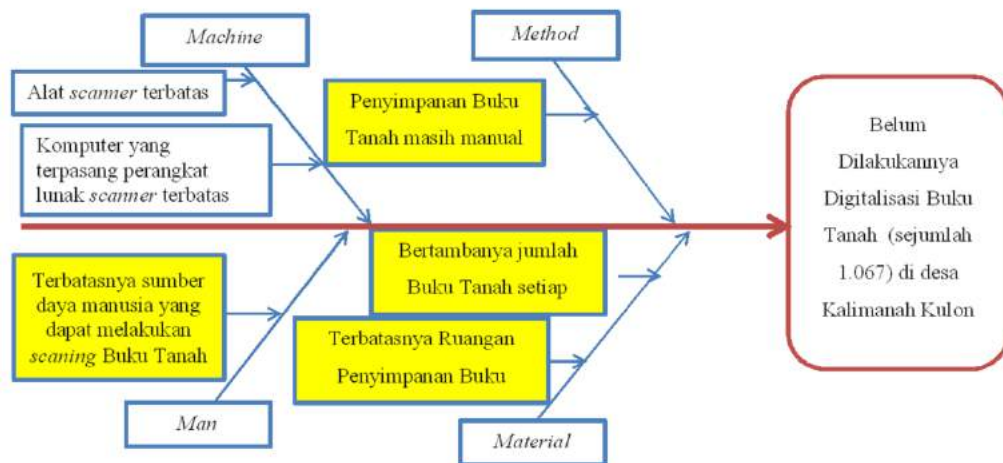 Machine
Method
Alat scanner terbatas
Komputer yang
terpasang perangkat
lunak scanner terbatas
Penyimpanan Buku
Tanah masih manual
Belum
Dilakukannya
Digitalisasi Buku
Tanah (sejumlah
1.067) di desa
Kalimanah Kulon
Terbatasnya sumber
daya manusia yang
dapat melakukan
scaning Buku Tanah
Bertambanya jumlah
Buku Tanah setiap
Terbatasnya Ruangan
Penyimpanan Buku
Man
Material